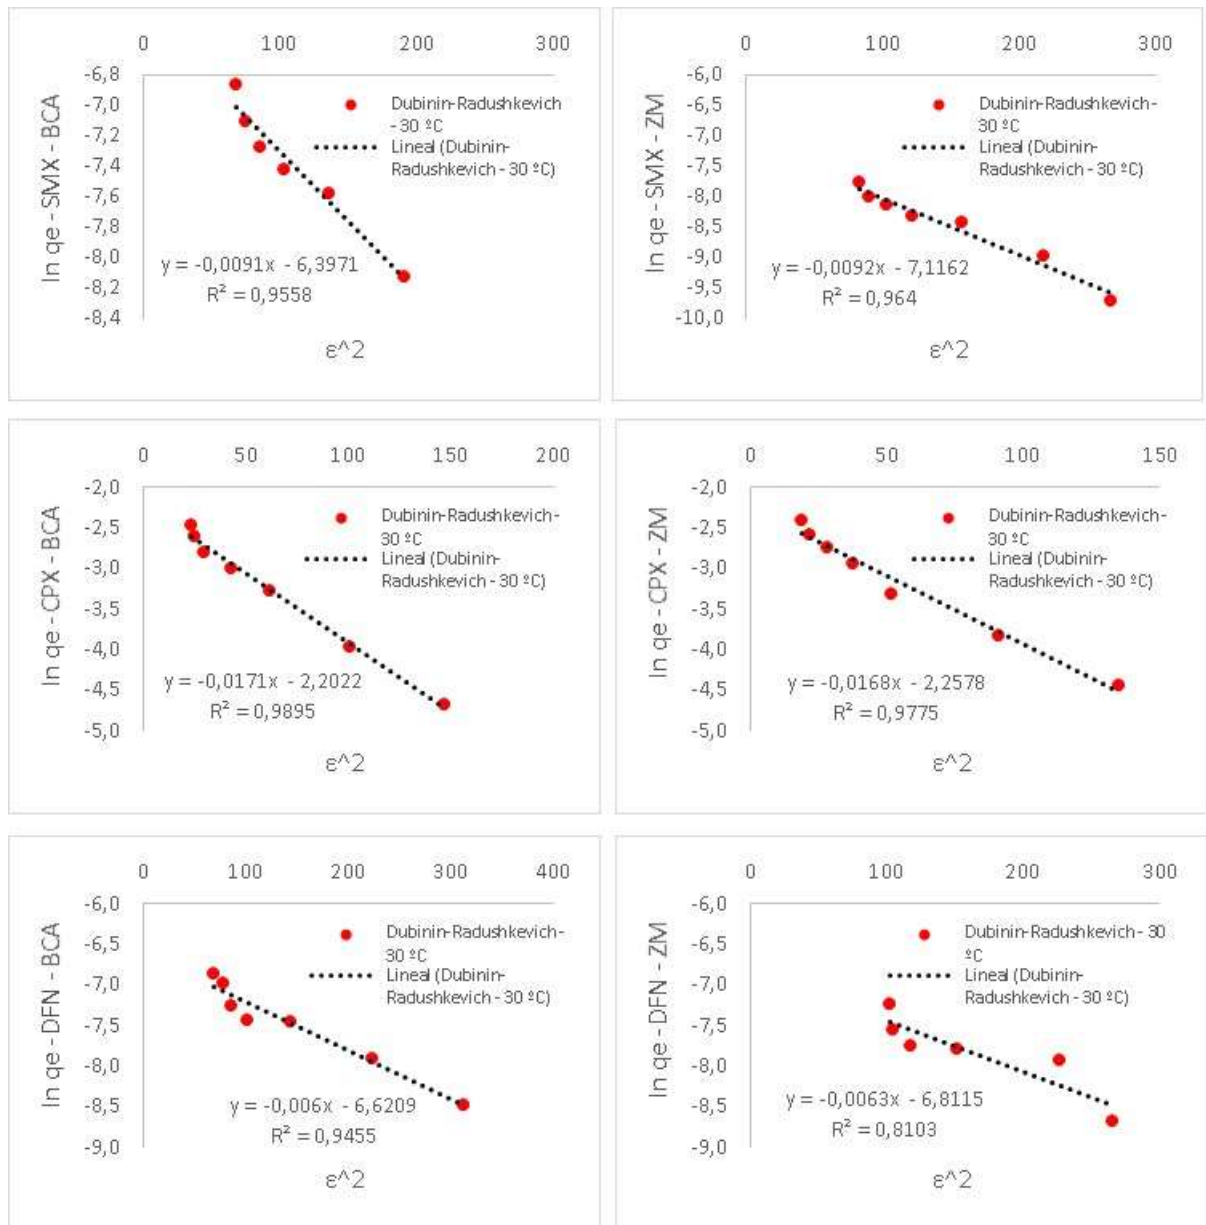 0 100 200 300
-6,8
-7,0
-7,2
-7,4
-7,6
-7,8
-8,0
-8,2
-8,4
ln qe - SMX - BCA
Dubinin-Radushkevich
- 30 ºC
Lineal (Dubinin-
Radushkevich - 30 ºC)
y = -0,0091x - 6,3971
R² = 0,9558
ε^2
0 100 200 300
-6,0
-6,5
-7,0
-7,5
-8,0
-8,5
-9,0
-9,5
-10,0
ln qe - SMX - ZM
Dubinin-Radushkevich -
30 ºC
Lineal (Dubinin-
Radushkevich - 30 ºC)
y = -0,0092x - 7,1162
R² = 0,964
ε^2
0 50 100 150 200
-2,0
-2,5
-3,0
-3,5
-4,0
-4,5
-5,0
ln qe - CPX - BCA
Dubinin-Radushkevich -
30 ºC
Lineal (Dubinin-
Radushkevich - 30 ºC)
y = -0,0171x - 2,2022
R² = 0,9895
ε^2
0 50 100 150
-2,0
-2,5
-3,0
-3,5
-4,0
-4,5
-5,0
ln qe - CPX - ZM
Dubinin-Radushkevich -
30 ºC
Lineal (Dubinin-
Radushkevich - 30 ºC)
y = -0,0168x - 2,2578
R² = 0,9775
ε^2
0 100 200 300 400
-6,0
-6,5
-7,0
-7,5
-8,0
-8,5
-9,0
ln qe - DFN - BCA
Dubinin-Radushkevich -
30 ºC
Lineal (Dubinin-
Radushkevich - 30 ºC)
y = -0,006x - 6,6209
R² = 0,9455
ε^2
0 100 200 300
-6,0
-6,5
-7,0
-7,5
-8,0
-8,5
-9,0
ln qe - DFN - ZM
Dubinin-Radushkevich - 30
ºC
Lineal (Dubinin-
Radushkevich - 30 ºC)
y = -0,0063x - 6,8115
R² = 0,8103
ε^2